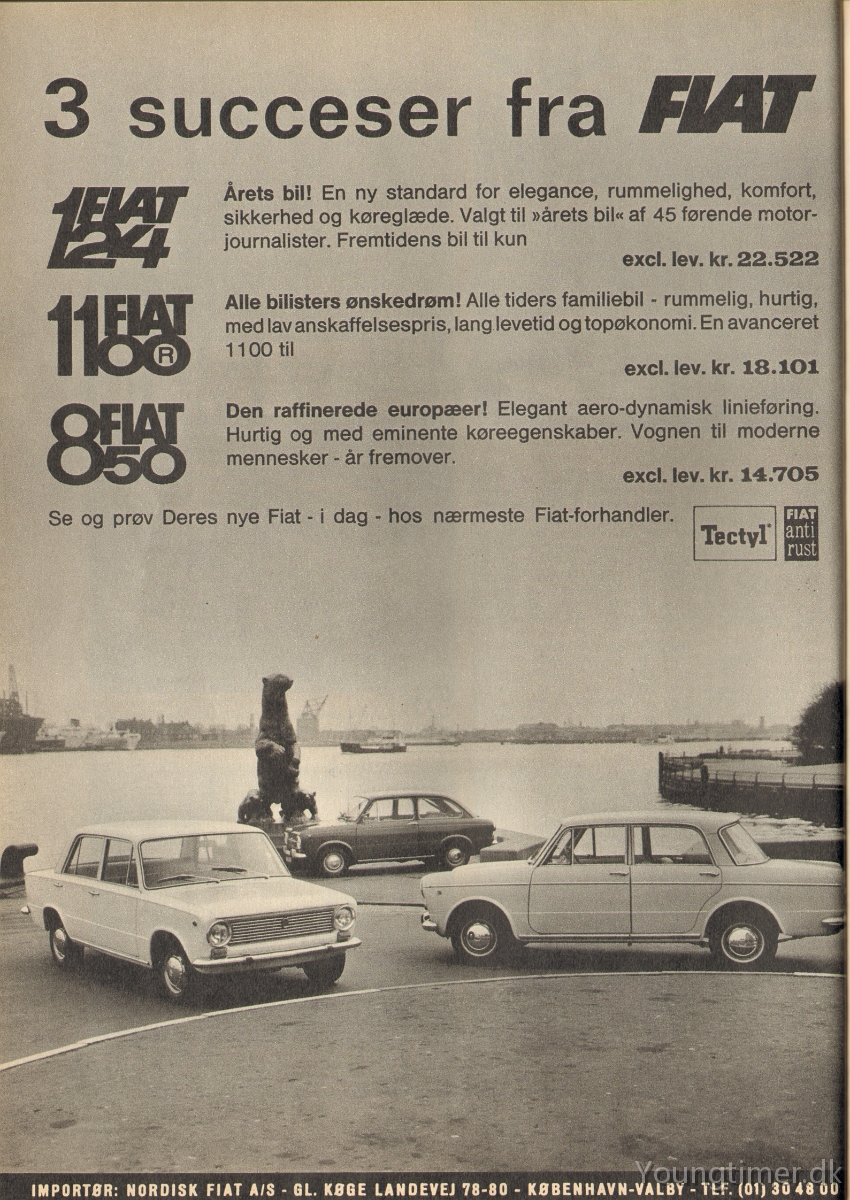 3 succeser fra FIAT
FIAT
124
Årets bil! En ny standard for elegance, rummelighed, komfort,
sikkerhed og køreglæde. Valgt til »årets bil« af 45 førende motor-
journalister. Fremtidens bil til kun
excl. lev. kr. 22.522
FIAT
1100 R
Alle bilisters ønskedrøm! Alle tiders familiebil - rummelig, hurtig,
med lav anskaffelsespris, lang levetid og topøkonomi. En avanceret
1100 til
excl. lev. kr. 18.101
FIAT
850
Den raffinerede europæer! Elegant aero-dynamisk linieføring.
Hurtig og med eminente køreegenskaber. Vognen til moderne
mennesker - år fremover.
excl. lev. kr. 14.705
Se og prøv Deres nye Fiat - i dag - hos nærmeste Fiat-forhandler.
Tectyl®
FIAT
anti
rust
Youngtimer.dk
IMPORTØR: NORDISK FIAT A/S - GL. KØGE LANDEVEJ 78-80 - KØBENHAVN-VALBY - TLF. (01) 30 48 00